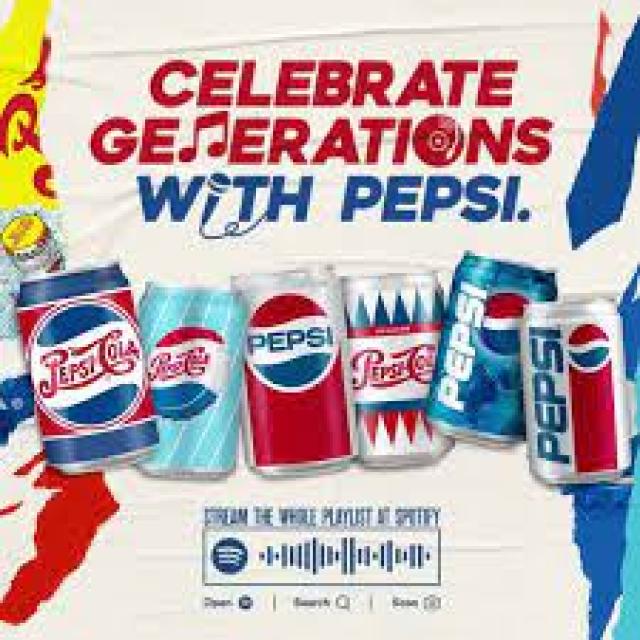 CELEBRATE
GENERATIONS
WITH PEPSI.
PEPSI-COLA
PEPSI-COLA
PEPSI
PEPSI-COLA
PEPSI
PEPSI
STREAM THE WHOLE PLAYLIST AT SPOTIFY
Open | Search | Scan